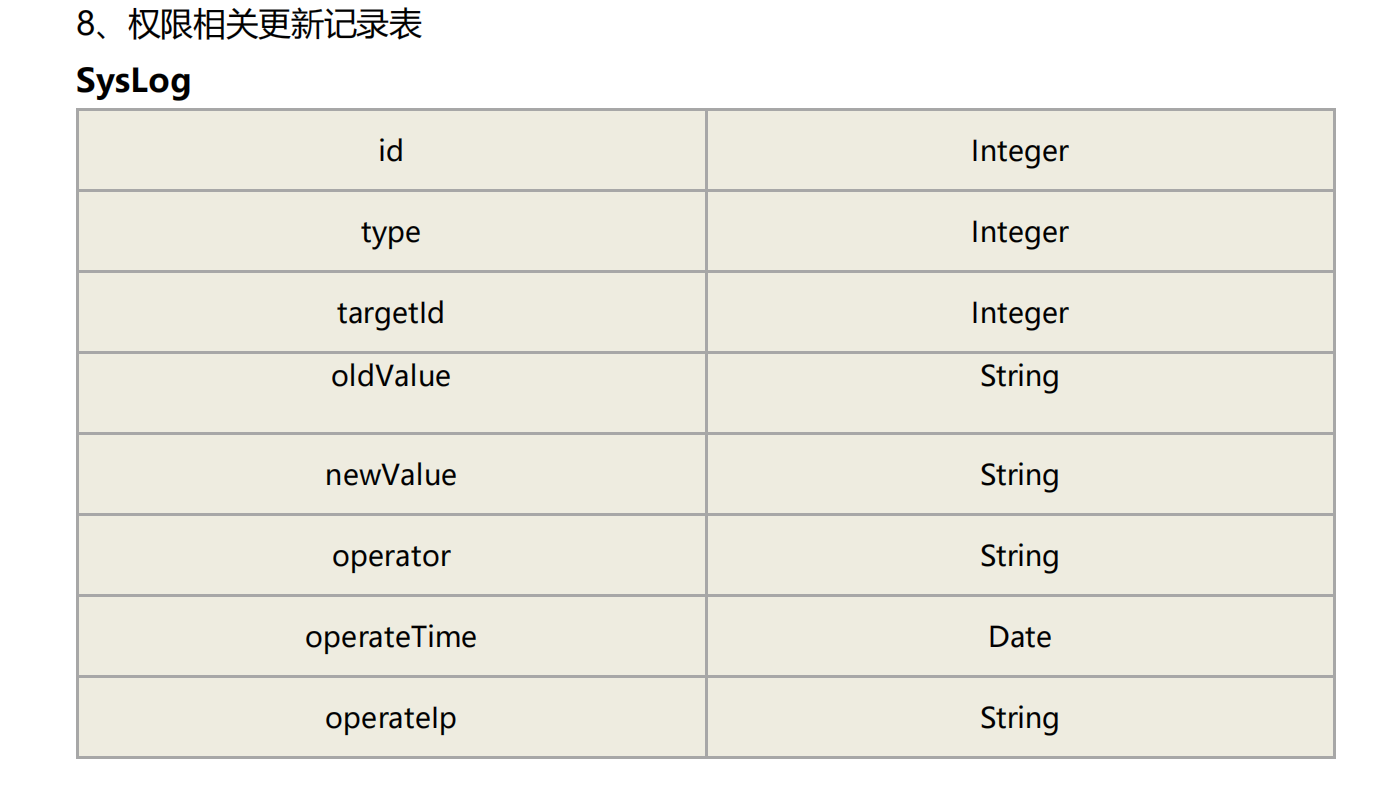 8、权限相关更新记录表
SysLog
id Integer
type Integer
targetId Integer
oldValue String
newValue String
operator String
operateTime Date
operateIp String